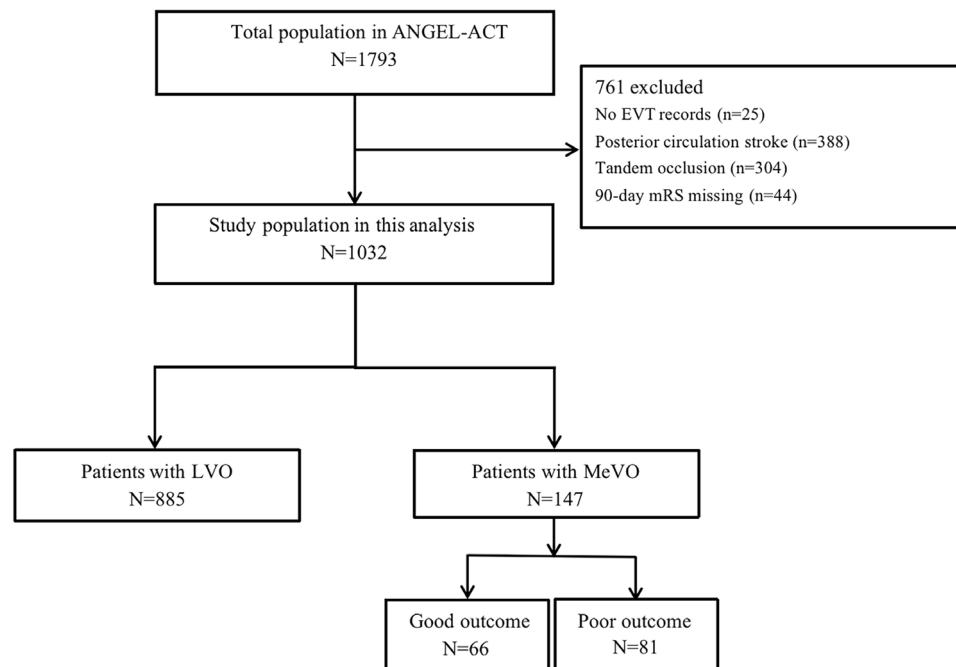 Total population in ANGEL-ACT
N=1793
761 excluded
No EVT records (n=25)
Posterior circulation stroke (n=388)
Tandem occlusion (n=304)
90-day mRS missing (n=44)
Study population in this analysis
N=1032
Patients with LVO
N=885
Patients with MeVO
N=147
Good outcome
N=66
Poor outcome
N=81